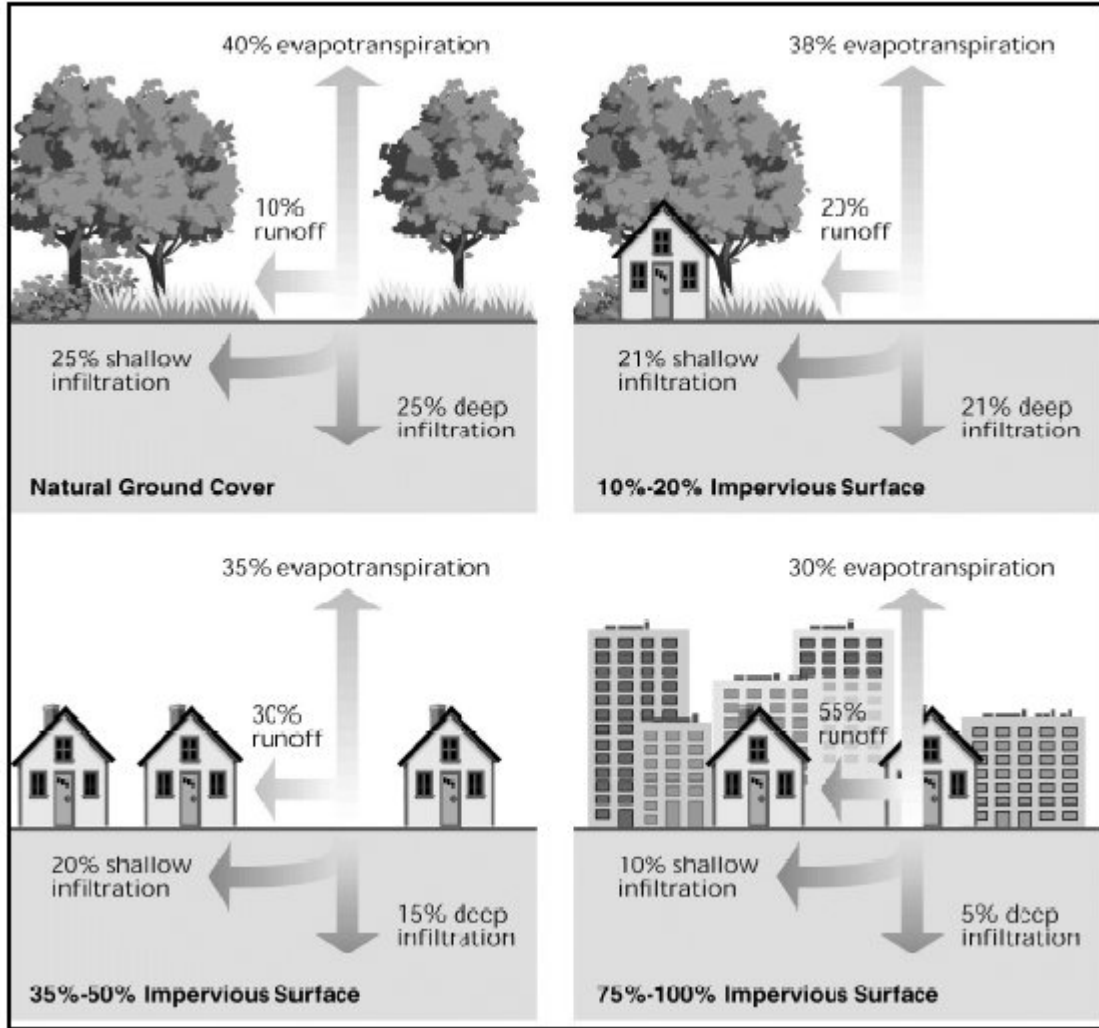 40% evapotranspiration
10%
runoff
25% shallow
infiltration
25% deep
infiltration
Natural Ground Cover
38% evapotranspiration
20%
runoff
21% shallow
infiltration
21% deep
infiltration
10%-20% Impervious Surface
35% evapotranspiration
30%
runoff
20% shallow
infiltration
15% deep
infiltration
35%-50% Impervious Surface
30% evapotranspiration
55%
runoff
10% shallow
infiltration
5% deep
infiltration
75%-100% Impervious Surface